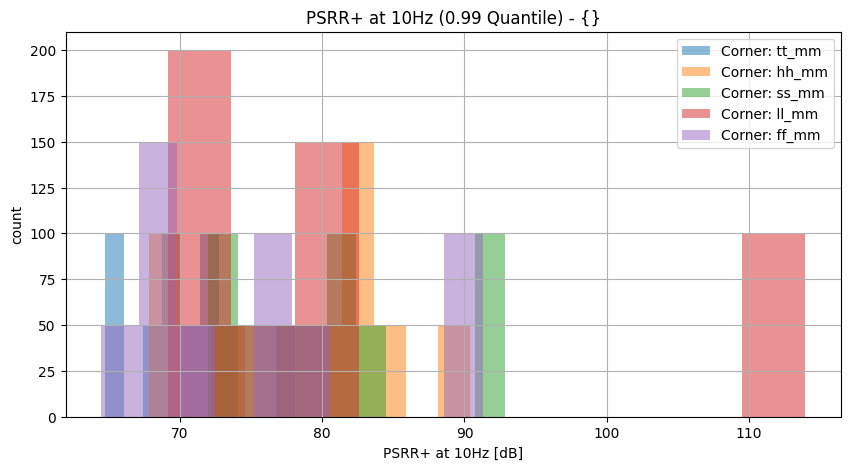 PSRR+ at 10Hz (0.99 Quantile) - {}
Corner: tt_mm
Corner: hh_mm
Corner: ss_mm
Corner: ll_mm
Corner: ff_mm
count
200
175
150
125
100
75
50
25
0
70
80
90
100
110
PSRR+ at 10Hz [dB]